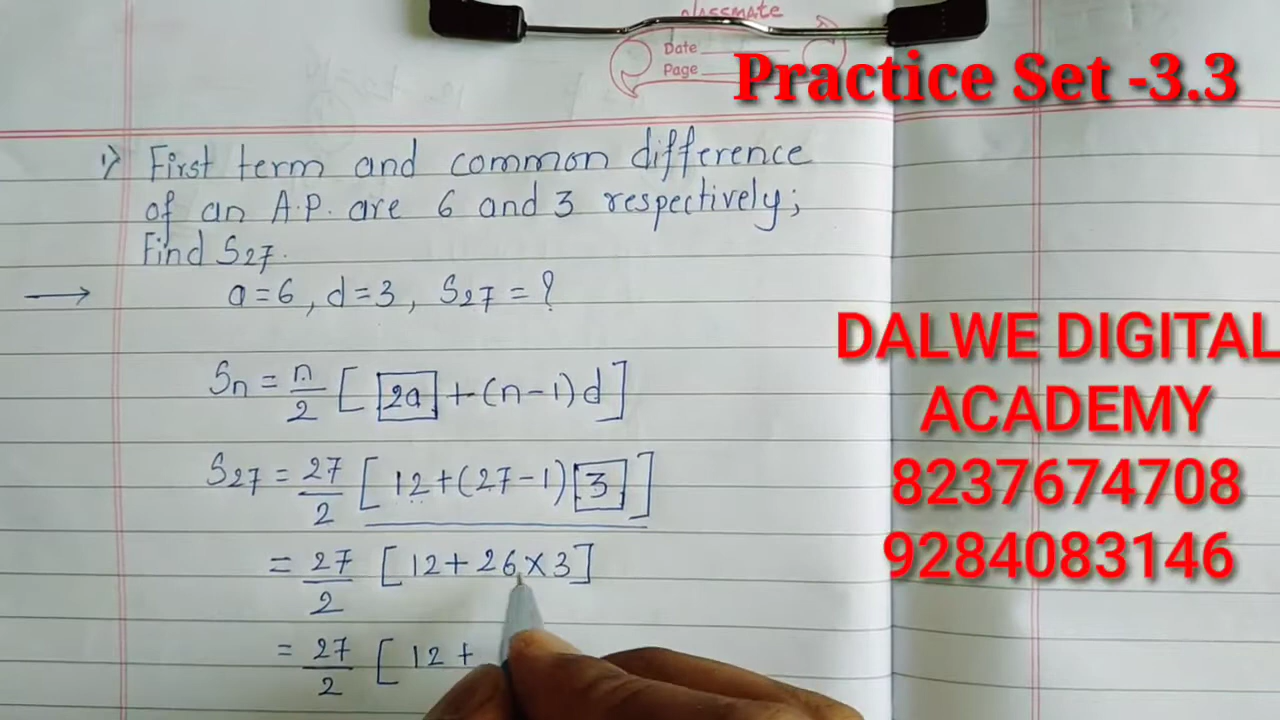 classmate
Date
Page
Practice Set -3.3
1) First term and common difference
of an A.P. are 6 and 3 respectively;
Find S27.
→ a=6, d=3, S27 = ?
Sn = n/2 [ 2a + (n-1) d ]
S27 = 27/2 [ 12 + (27-1) 3 ]
= 27/2 [ 12 + 26 × 3 ]
= 27/2 [ 12 +
DALWE DIGITAL
ACADEMY
8237674708
9284083146